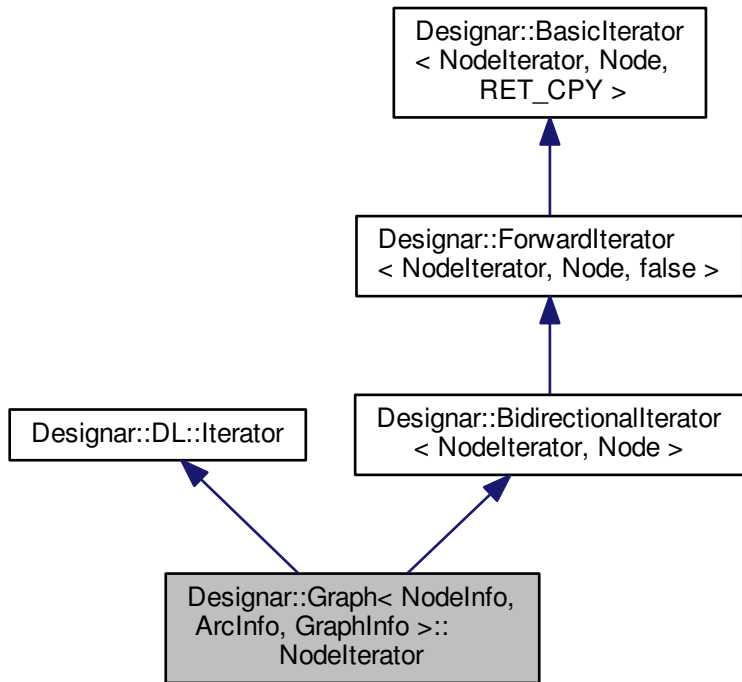 Designar::BasicIterator
< NodeIterator, Node,
RET_CPY >
Designar::ForwardIterator
< NodeIterator, Node, false >
Designar::DL::Iterator
Designar::BidirectionalIterator
< NodeIterator, Node >
Designar::Graph< NodeInfo,
ArcInfo, GraphInfo >::
NodeIterator